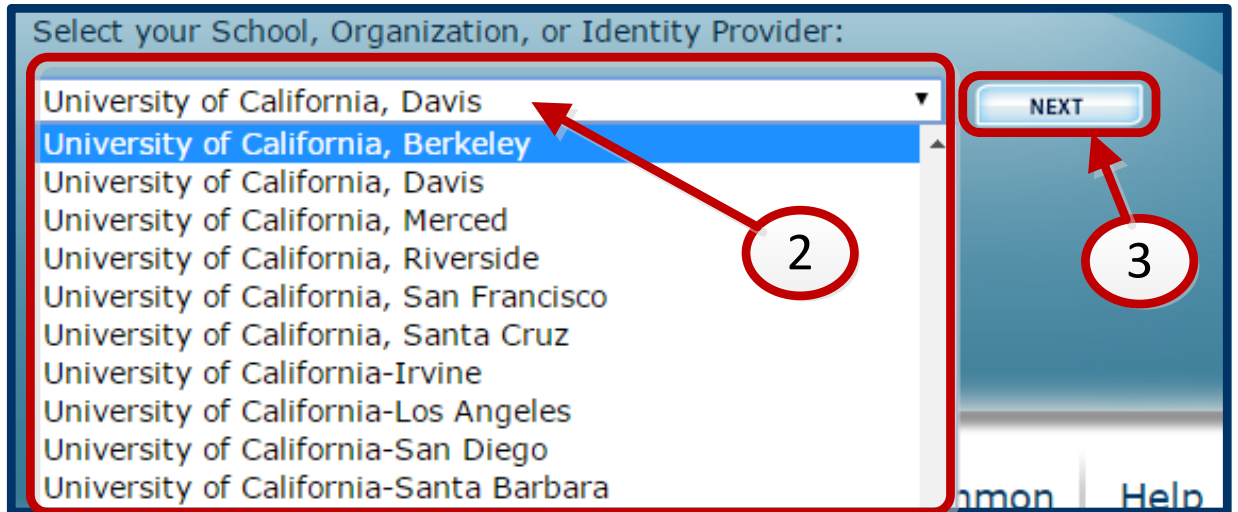 Select your School, Organization, or Identity Provider:
University of California, Davis
NEXT
University of California, Berkeley
University of California, Davis
University of California, Merced
University of California, Riverside
2
3
University of California, San Francisco
University of California, Santa Cruz
University of California-Irvine
University of California-Los Angeles
University of California-San Diego
University of California-Santa Barbara
Help